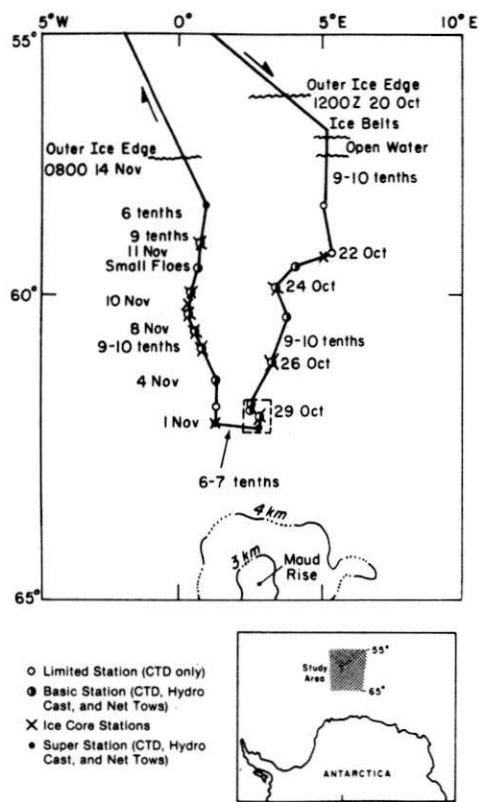 5°W 0° 5°E 10°E
55°
Outer Ice Edge
1200Z 20 Oct
Ice Belts
Open Water
9-10 tenths
Outer Ice Edge
0800 14 Nov
6 tenths
9 tenths
11 Nov
Small Floes
22 Oct
24 Oct
60°
10 Nov
8 Nov
9-10 tenths
9-10 tenths
26 Oct
4 Nov
29 Oct
1 Nov
6-7 tenths
4 km
3 km
Maud
Rise
65°
Limited Station (CTD only)
Basic Station (CTD, Hydro
Cast, and Net Tows)
Ice Core Stations
Super Station (CTD, Hydro
Cast, and Net Tows)
Study
Area
55°
65°
ANTARCTICA